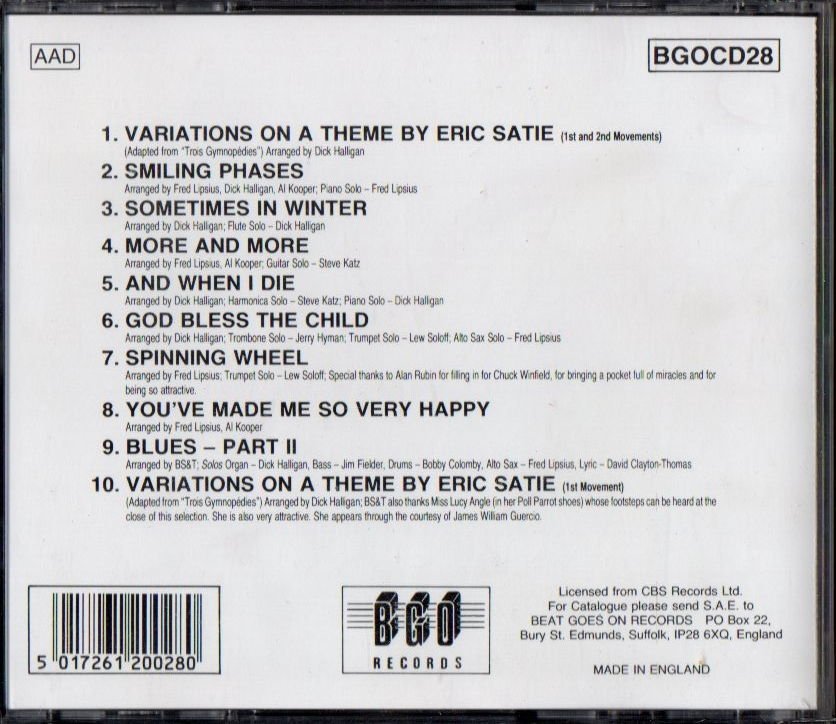 AAD
BGOCD28
1. VARIATIONS ON A THEME BY ERIC SATIE (1st and 2nd Movements)
(Adapted from "Trois Gymnopédies") Arranged by Dick Halligan
2. SMILING PHASES
Arranged by Fred Lipsius, Dick Halligan, Al Kooper; Piano Solo – Fred Lipsius
3. SOMETIMES IN WINTER
Arranged by Dick Halligan; Flute Solo – Dick Halligan
4. MORE AND MORE
Arranged by Fred Lipsius, Al Kooper; Guitar Solo – Steve Katz
5. AND WHEN I DIE
Arranged by Dick Halligan; Harmonica Solo – Steve Katz; Piano Solo – Dick Halligan
6. GOD BLESS THE CHILD
Arranged by Dick Halligan; Trombone Solo – Jerry Hyman; Trumpet Solo – Lew Soloff; Alto Sax Solo – Fred Lipsius
7. SPINNING WHEEL
Arranged by Fred Lipsius; Trumpet Solo – Lew Soloff; Special thanks to Alan Rubin for filling in for Chuck Winfield, for bringing a pocket full of miracles and for
being so attractive.
8. YOU'VE MADE ME SO VERY HAPPY
Arranged by Fred Lipsius, Al Kooper
9. BLUES – PART II
Arranged by BS&T; Solos Organ – Dick Halligan, Bass – Jim Fielder, Drums – Bobby Colomby, Alto Sax – Fred Lipsius, Lyric – David Clayton-Thomas
10. VARIATIONS ON A THEME BY ERIC SATIE (1st Movement)
(Adapted from "Trois Gymnopédies") Arranged by Dick Halligan; BS&T also thanks Miss Lucy Angle (in her Poll Parrot shoes) whose footsteps can be heard at the
close of this selection. She is also very attractive. She appears through the courtesy of James William Guercio.
5 017261 200280
BGO
RECORDS
Licensed from CBS Records Ltd.
For Catalogue please send S.A.E. to
BEAT GOES ON RECORDS PO Box 22,
Bury St. Edmunds, Suffolk, IP28 6XQ, England
MADE IN ENGLAND